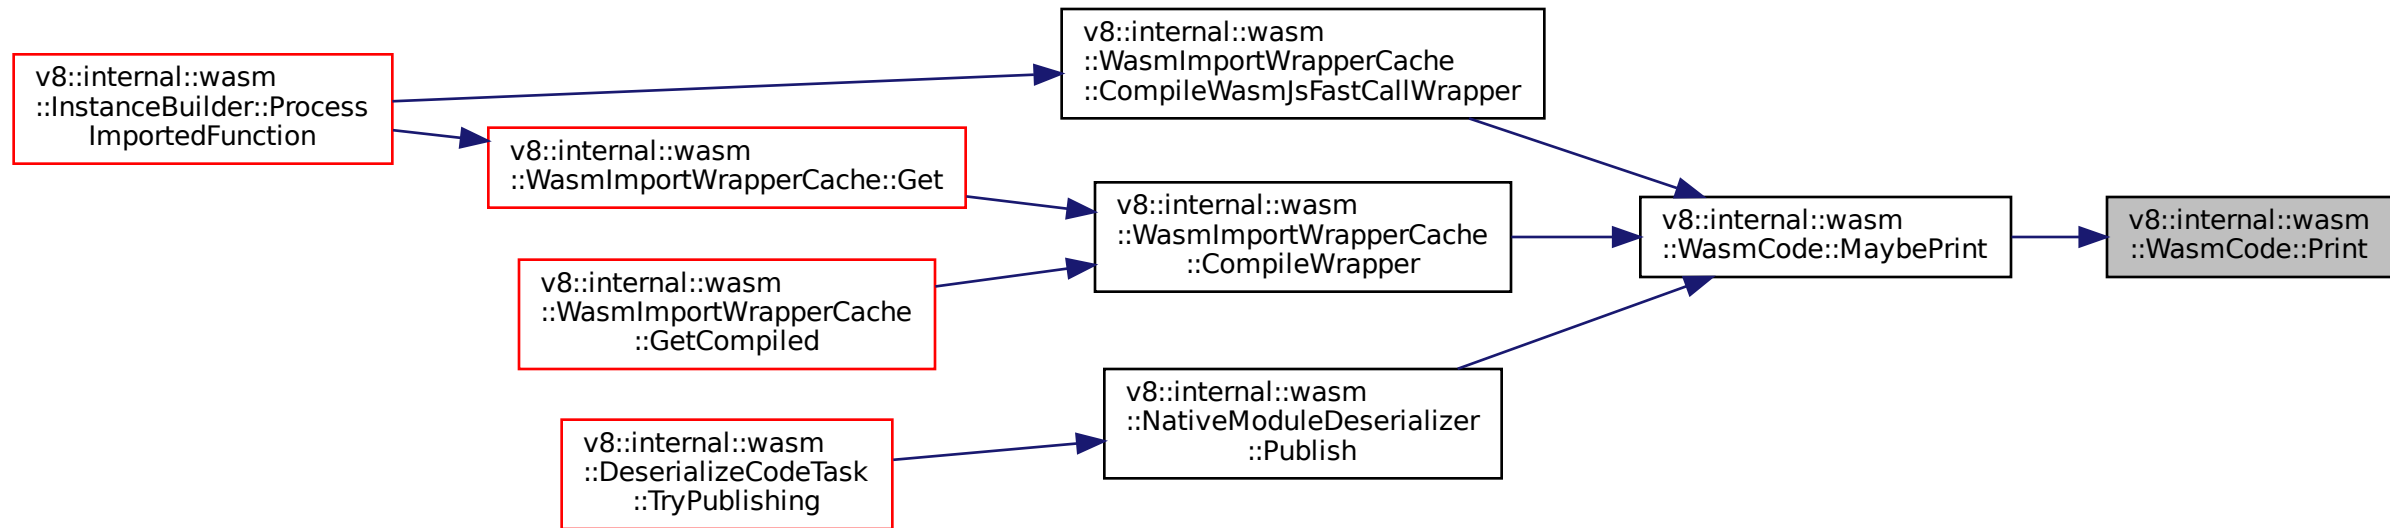 v8::internal::wasm
::InstanceBuilder::Process
ImportedFunction
v8::internal::wasm
::WasmImportWrapperCache::Get
v8::internal::wasm
::WasmImportWrapperCache
::GetCompiled
v8::internal::wasm
::DeserializeCodeTask
::TryPublishing
v8::internal::wasm
::WasmImportWrapperCache
::CompileWasmJsFastCallWrapper
v8::internal::wasm
::WasmImportWrapperCache
::CompileWrapper
v8::internal::wasm
::NativeModuleDeserializer
::Publish
v8::internal::wasm
::WasmCode::MaybePrint
v8::internal::wasm
::WasmCode::Print